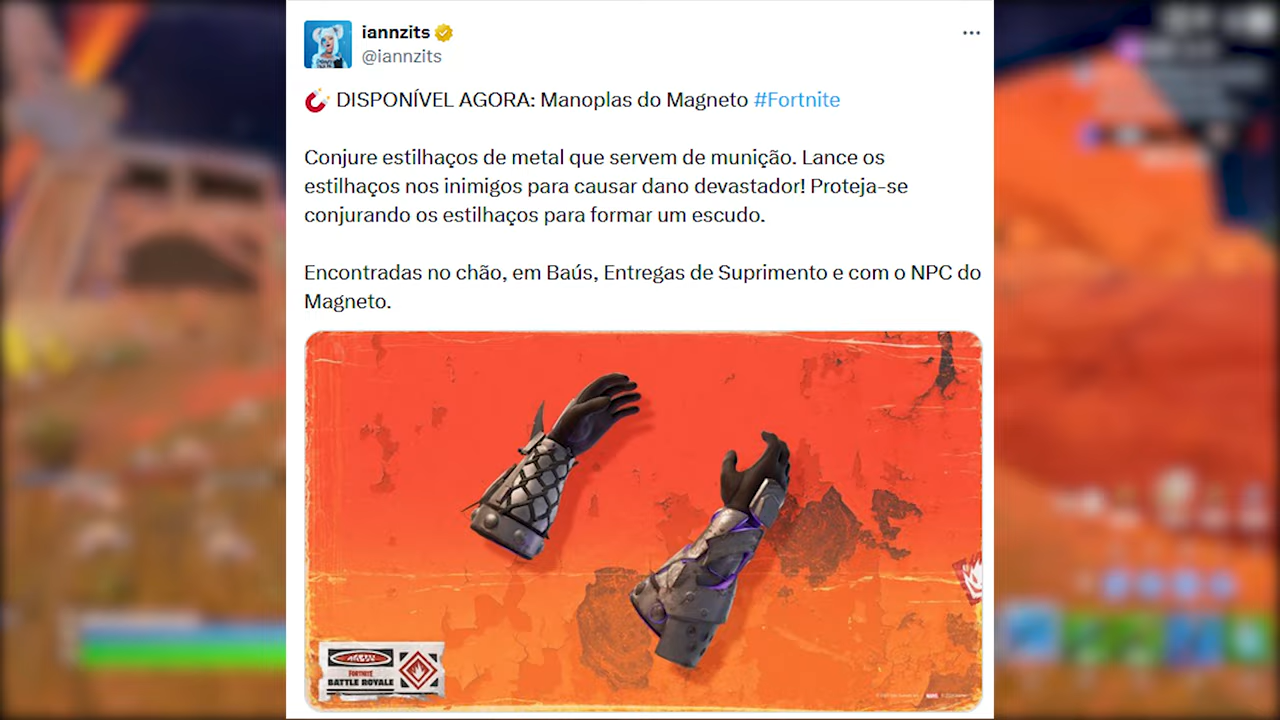 iannzits
@iannzits
DISPONÍVEL AGORA: Manoplas do Magneto #Fortnite
Conjure estilhaços de metal que servem de munição. Lance os
estilhaços nos inimigos para causar dano devastador! Proteja-se
conjurando os estilhaços para formar um escudo.
Encontradas no chão, em Baús, Entregas de Suprimento e com o NPC do
Magneto.
FORTNITE
BATTLE ROYALE
MARVEL